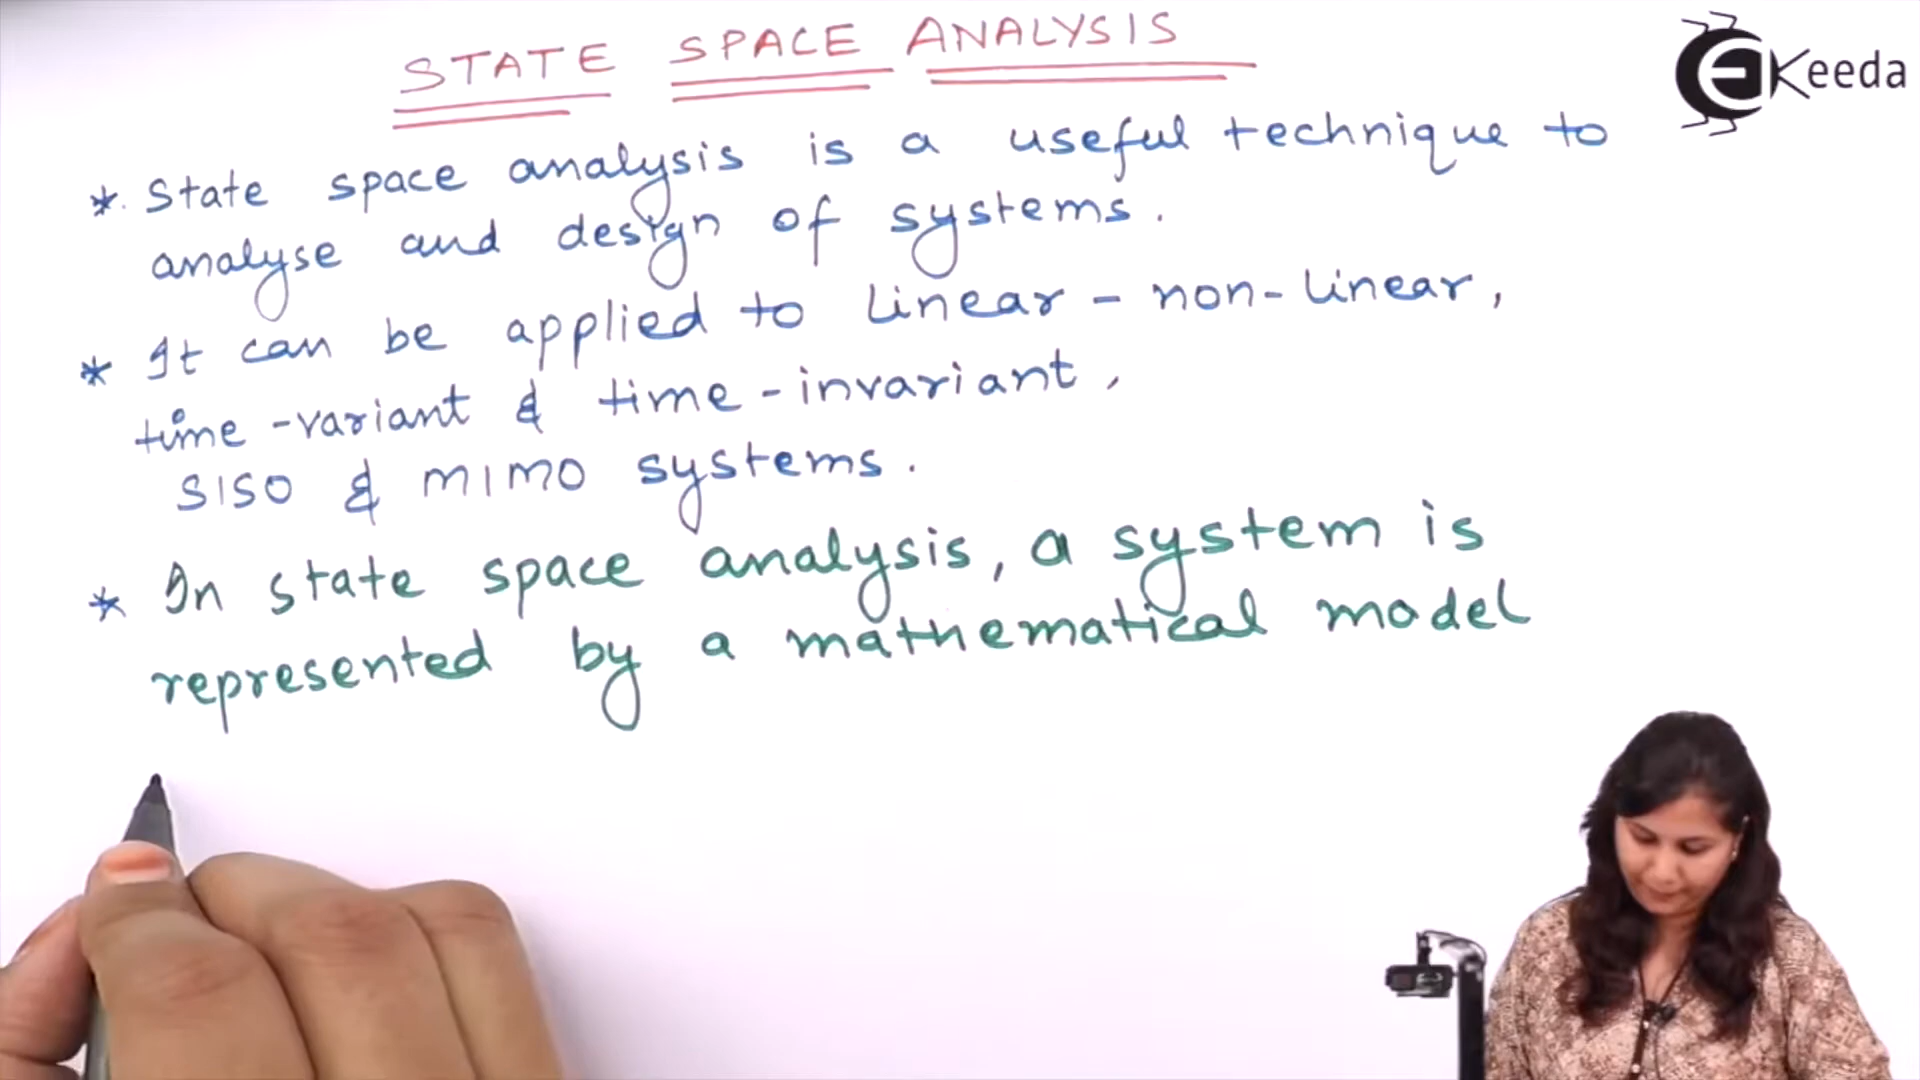 STATE SPACE ANALYSIS
EKeeda
* State space analysis is a useful technique to
analyse and design of systems.
* It can be applied to linear - non-linear,
time-variant & time-invariant,
SISO & MIMO systems.
* In state space analysis, a system is
represented by a mathematical model